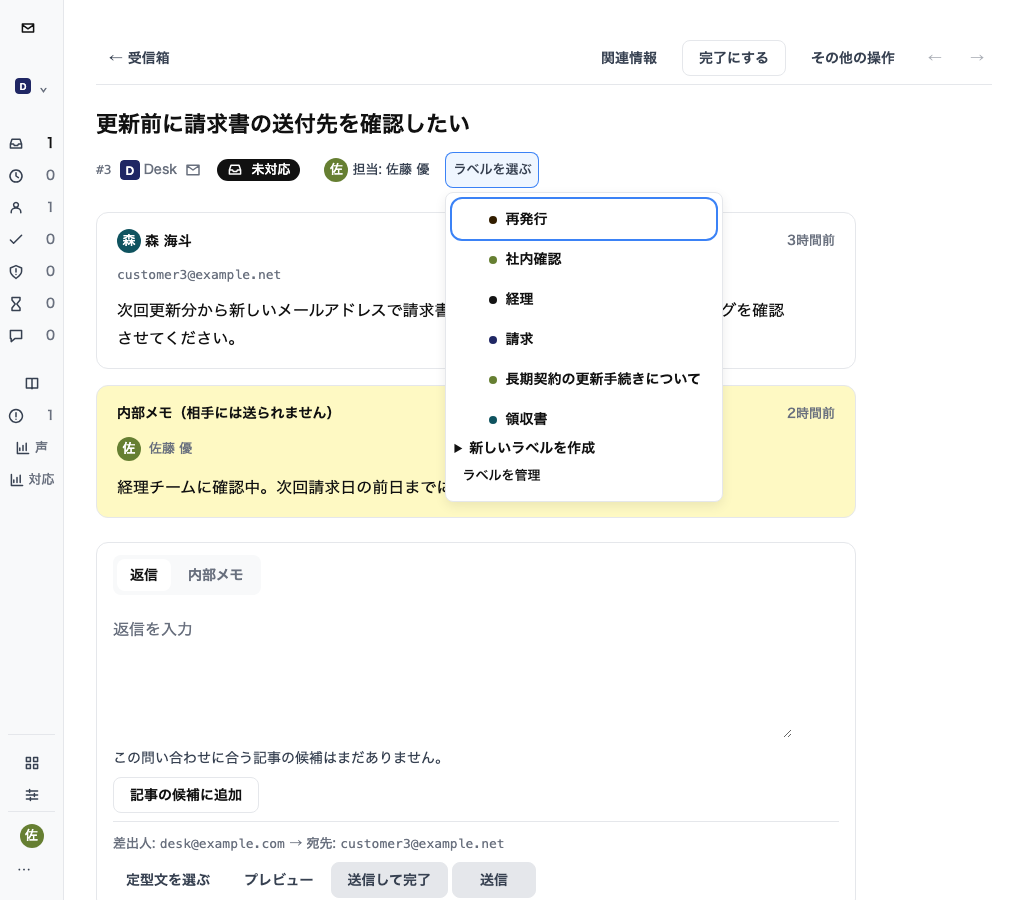 D
1
0
1
0
0
0
0
1
声
対応
佐
…
← 受信箱
関連情報
完了にする
その他の操作
←
→
更新前に請求書の送付先を確認したい
#3 D Desk 未対応 佐 担当: 佐藤 優 ラベルを選ぶ
再発行
社内確認
経理
請求
長期契約の更新手続きについて
領収書
▶ 新しいラベルを作成
ラベルを管理
森 森 海斗
3時間前
customer3@example.net
次回更新分から新しいメールアドレスで請求書
グを確認
させてください。
内部メモ（相手には送られません）
2時間前
佐 佐藤 優
経理チームに確認中。次回請求日の前日までに
返信
内部メモ
返信を入力
この問い合わせに合う記事の候補はまだありません。
記事の候補に追加
差出人: desk@example.com → 宛先: customer3@example.net
定型文を選ぶ
プレビュー
送信して完了
送信